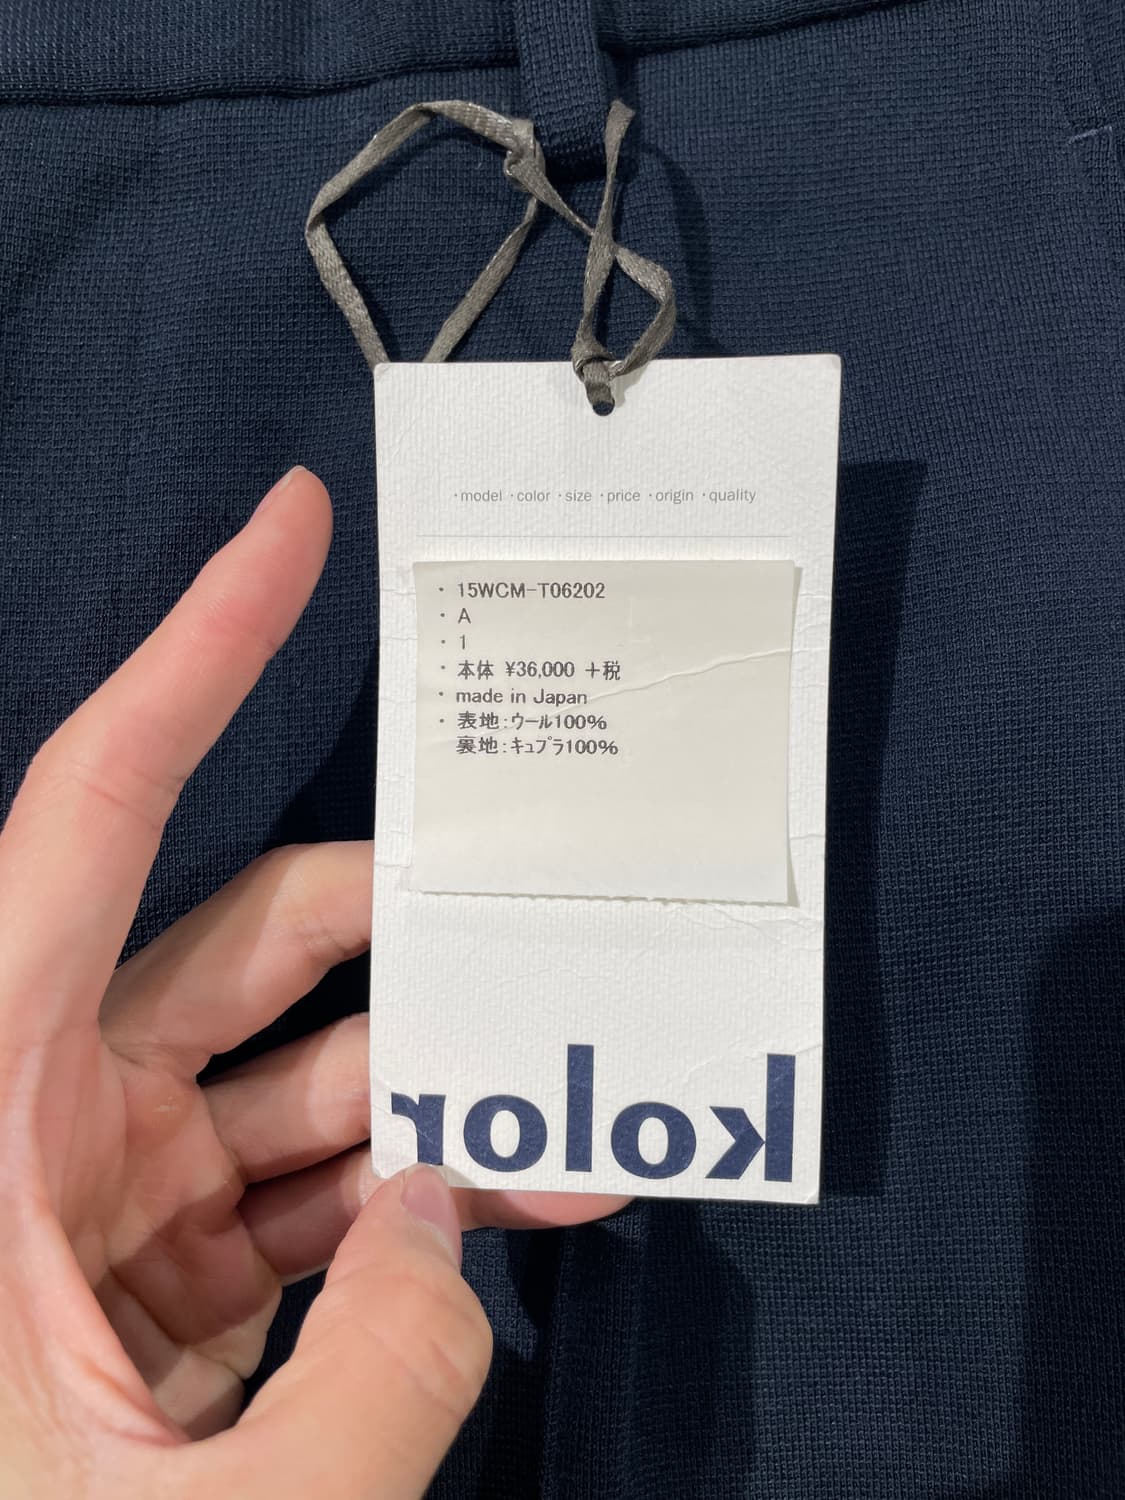 ・model ・color ・size ・price ・origin ・quality
・ 15WCM-T06202
・ A
・ 1
・ 本体 ¥36,000 +税
・ made in Japan
・ 表地:ウール100%
裏地:キュプラ100%
kolor